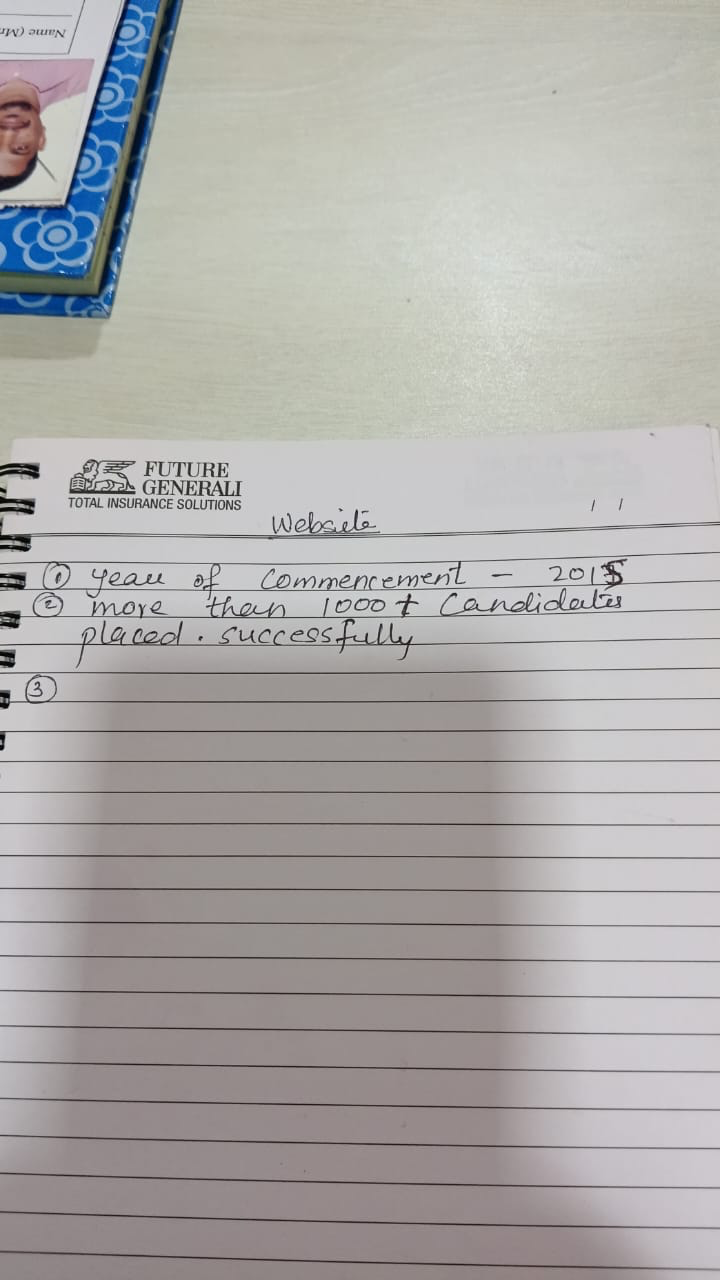 Name (Mr
FUTURE
GENERALI
TOTAL INSURANCE SOLUTIONS
Website
/ /
① year of commencement - 2015
② more than 1000+ Candidates
placed. successfully
③